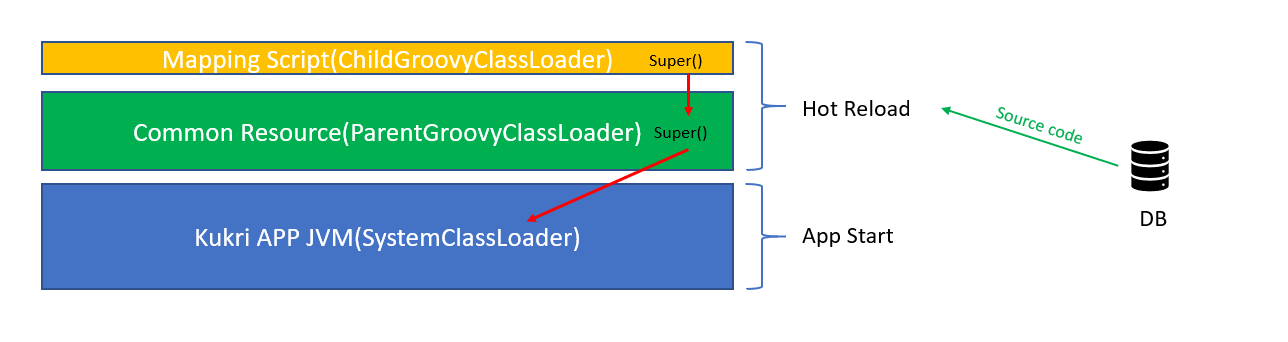 Mapping Script(ChildGroovyClassLoader) Super()
Common Resource(ParentGroovyClassLoader) Super()
Hot Reload
Source code
DB
Kukri APP JVM(SystemClassLoader)
App Start